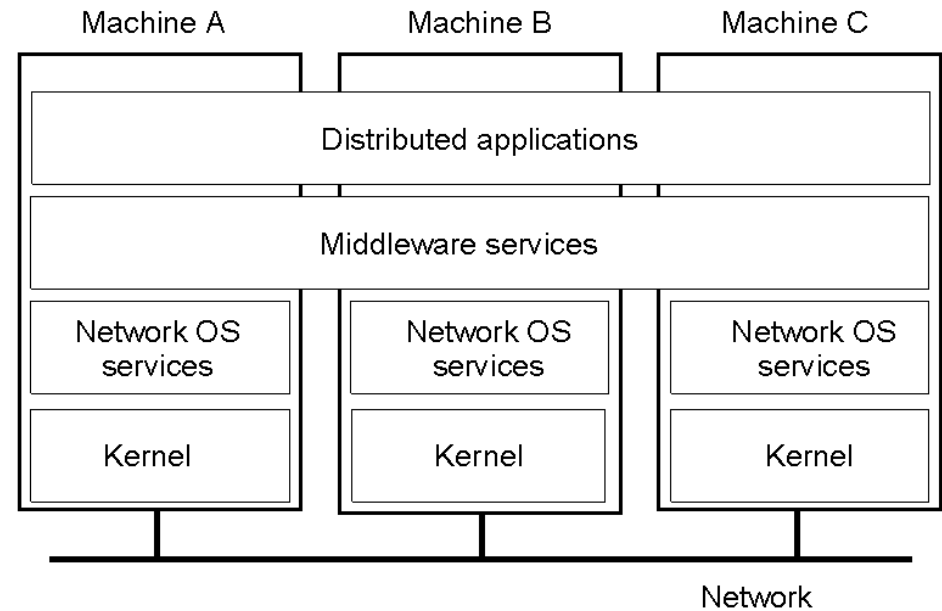 Machine A
Machine B
Machine C
Distributed applications
Middleware services
Network OS
services
Network OS
services
Network OS
services
Kernel
Kernel
Kernel
Network